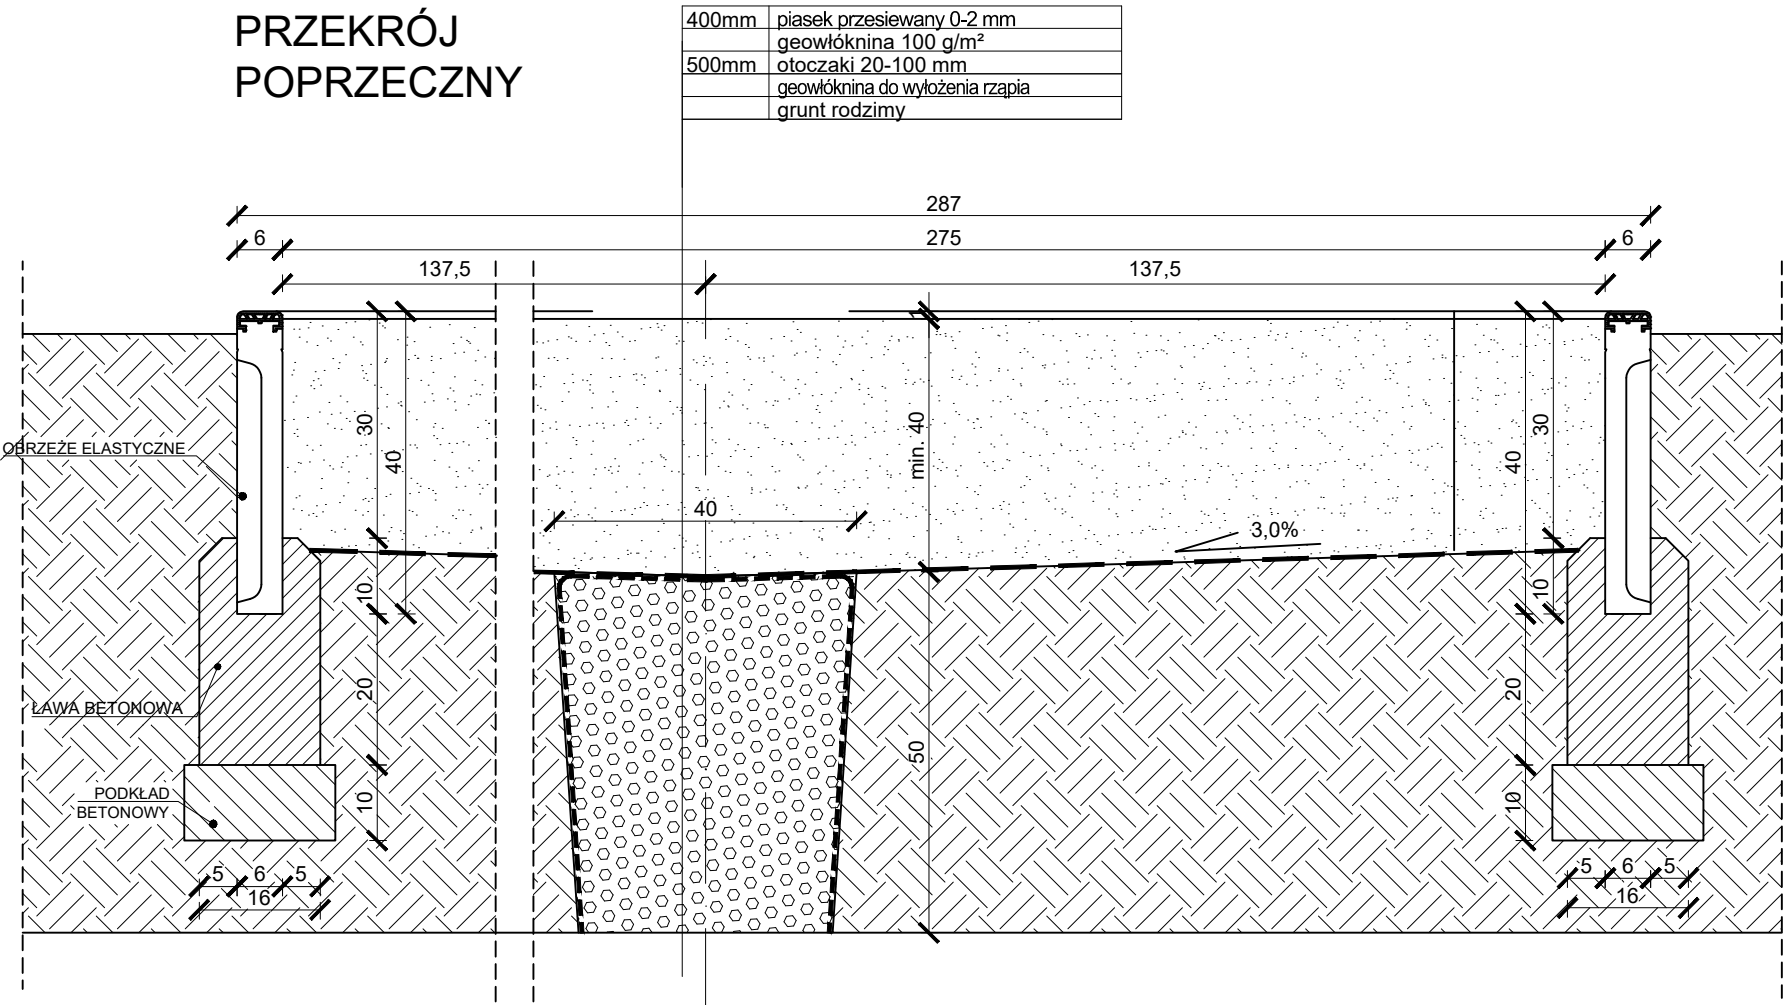 PRZEKRÓJ
POPRZECZNY
400mm piasek przesiewany 0-2 mm
geowłóknina 100 g/m²
500mm otoczaki 20-100 mm
geowłóknina do wyłożenia rząpia
grunt rodzimy
287
6 275 6
137,5 137,5
30
40
min. 40
40
30
40
OBRZEŻE ELASTYCZNE
40
3,0%
10
10
ŁAWA BETONOWA
20
50
20
PODKŁAD
BETONOWY
10
10
5 6 5
16
5 6 5
16